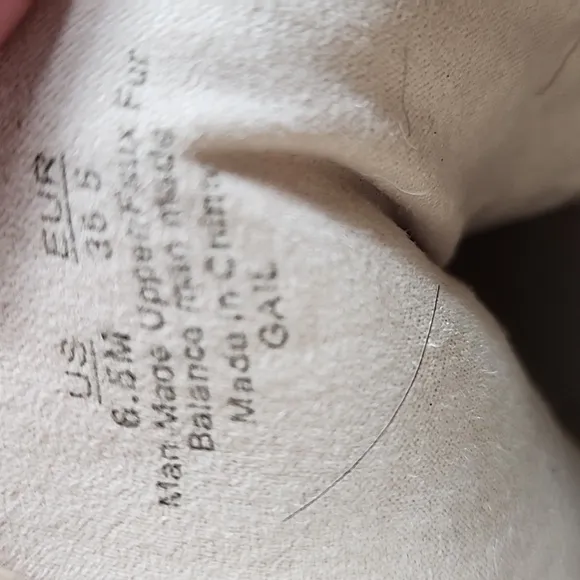 US EUR
6.5M 36 5
Man Made Upper/Faux Fur
Balance man made
Made in China
GAIL